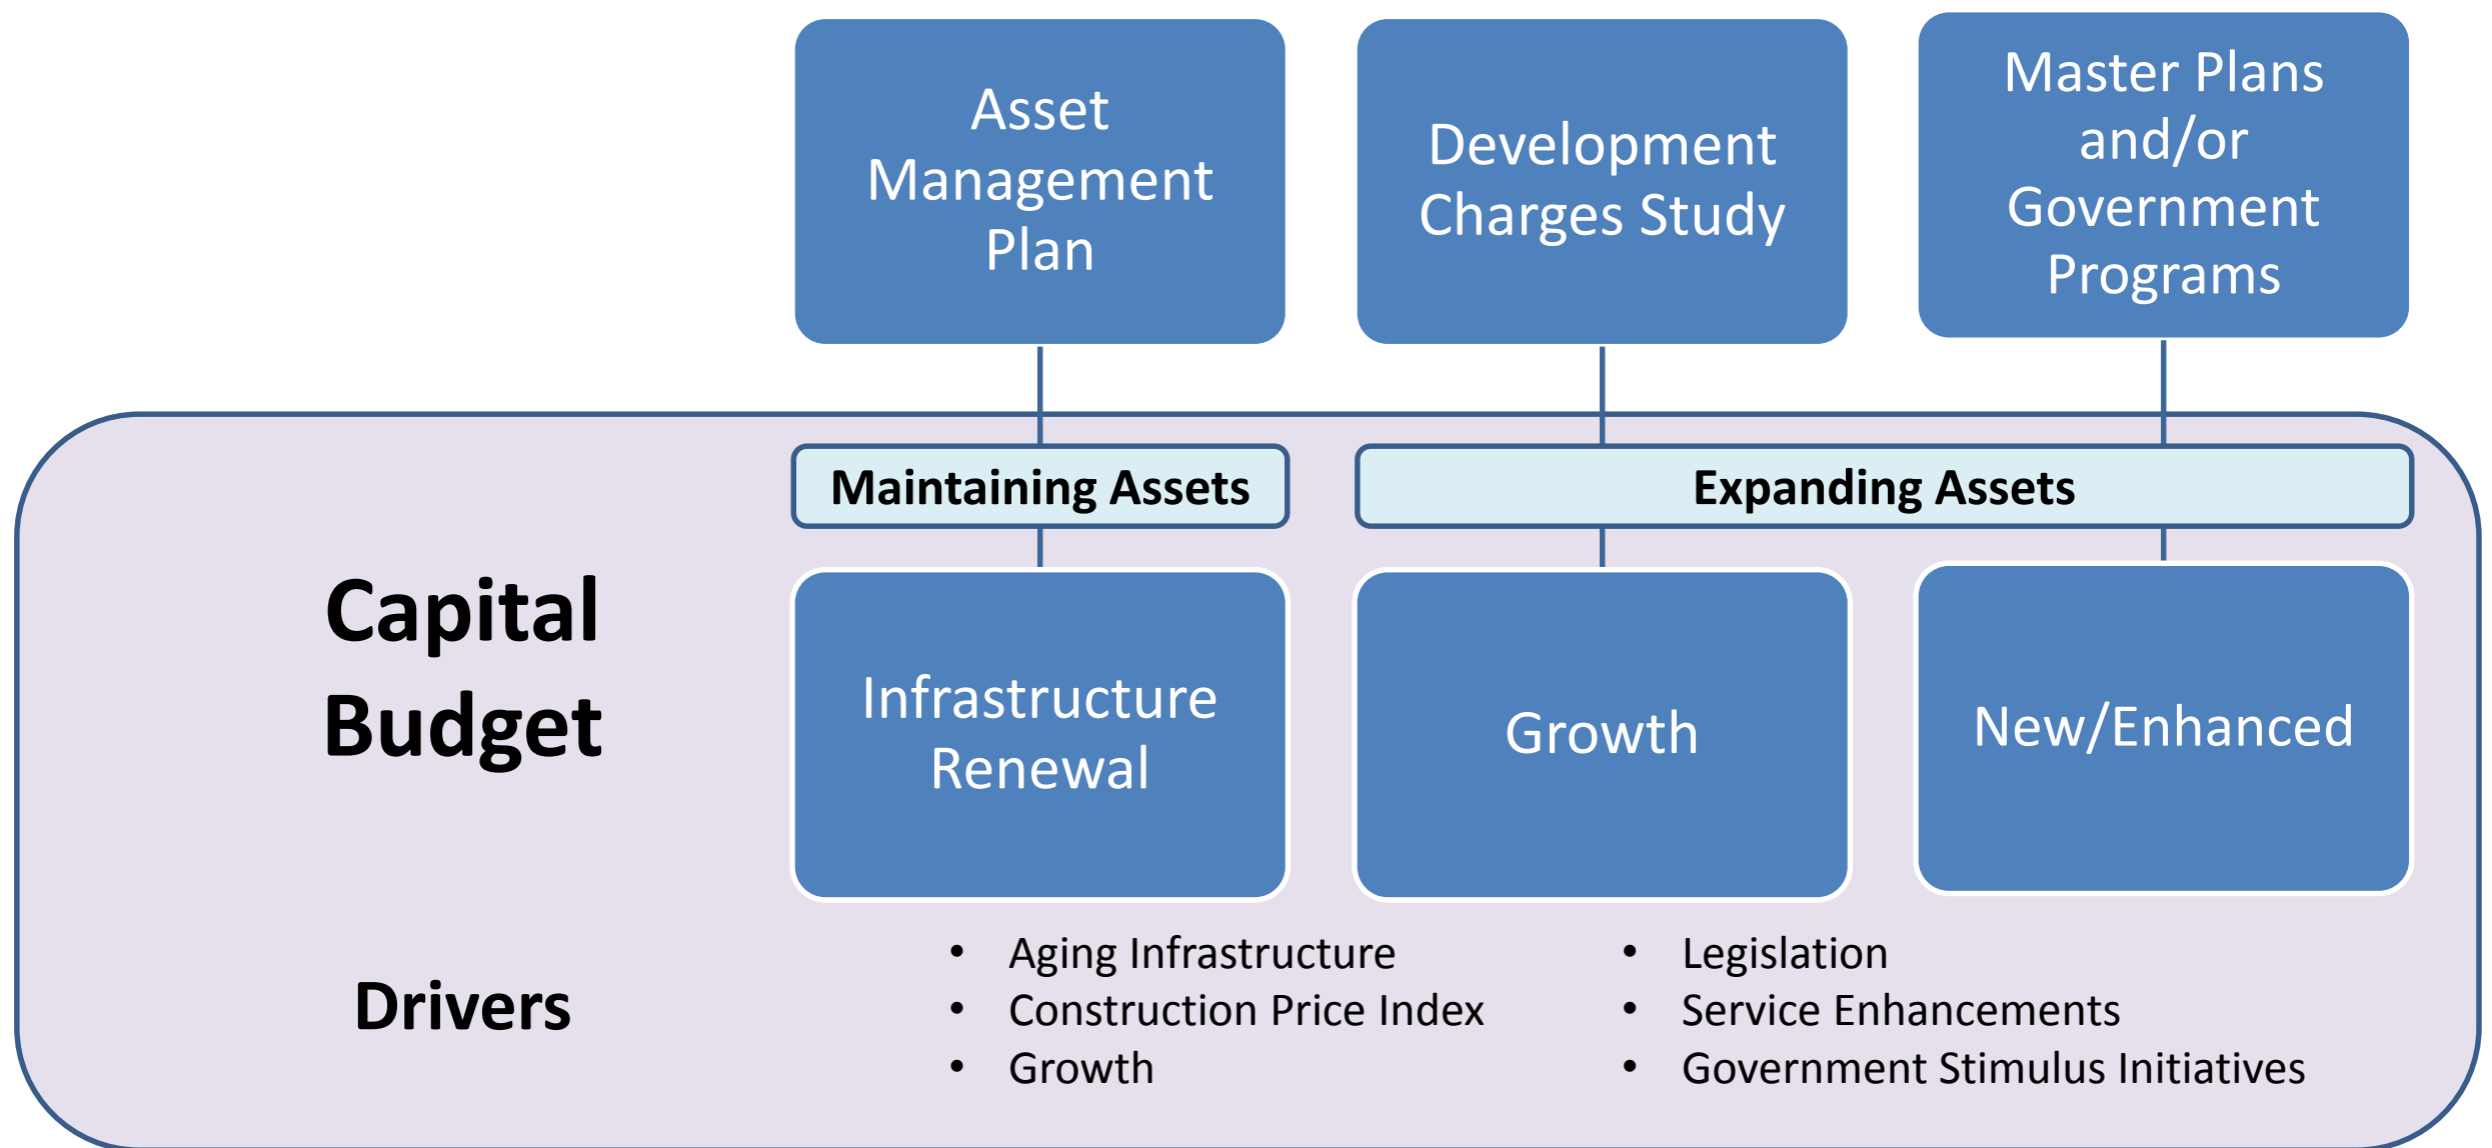 Asset
Management
Plan
Development
Charges Study
Master Plans
and/or
Government
Programs
Maintaining Assets
Expanding Assets
Capital
Budget
Infrastructure
Renewal
Growth
New/Enhanced
Drivers
• Aging Infrastructure
• Construction Price Index
• Growth
• Legislation
• Service Enhancements
• Government Stimulus Initiatives